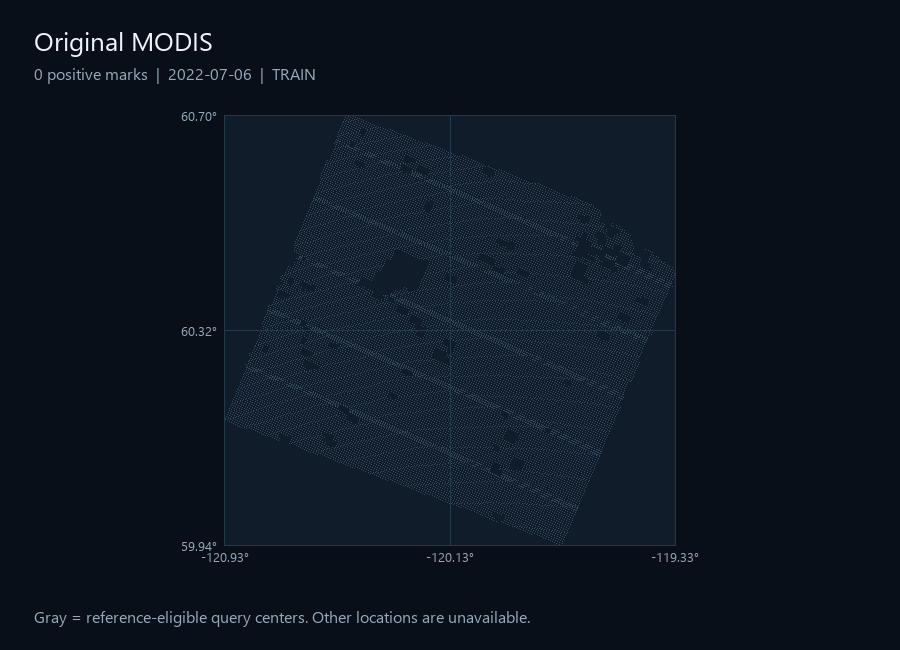 Original MODIS
0 positive marks | 2022-07-06 | TRAIN
60.70°
60.32°
59.94°
-120.93°
-120.13°
-119.33°
Gray = reference-eligible query centers. Other locations are unavailable.